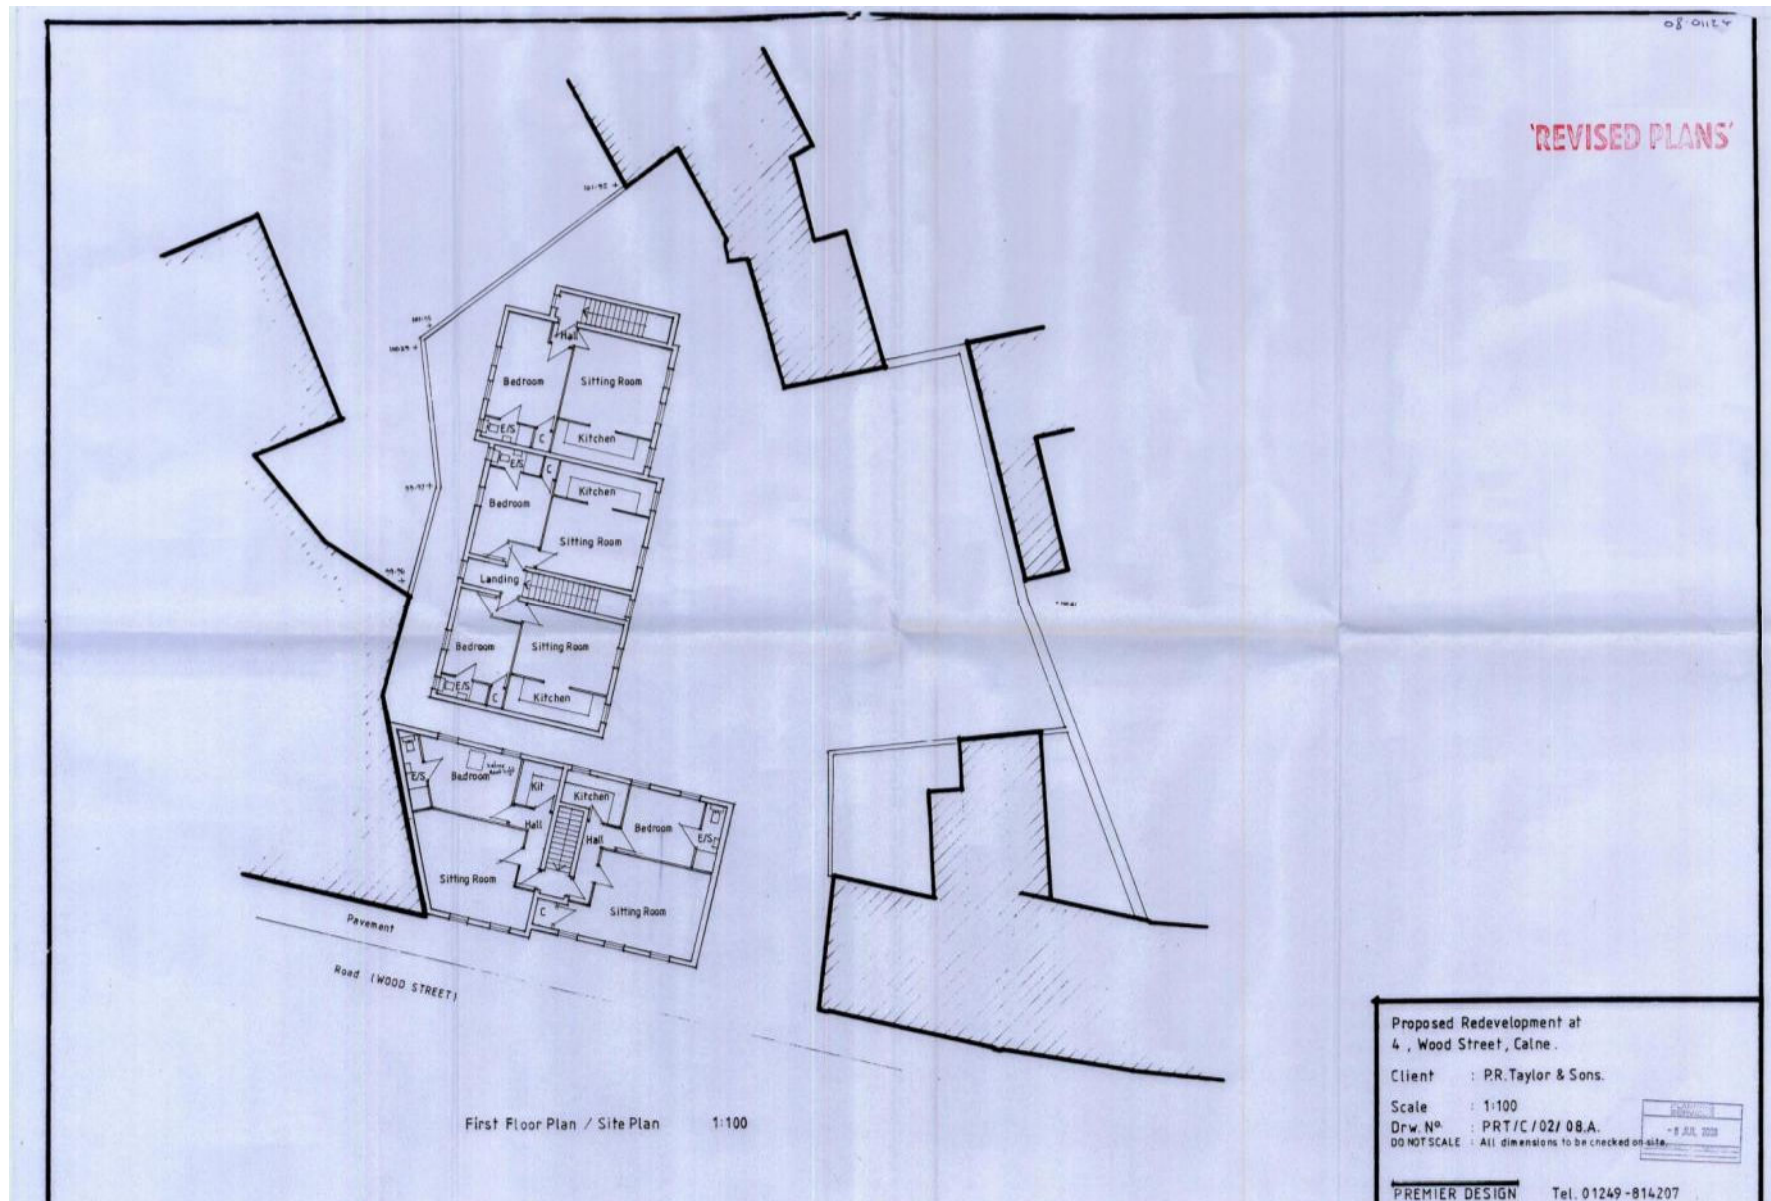 08·01124
'REVISED PLANS'
Hall
Bedroom
Sitting Room
E/S
C
Kitchen
E/S
C
Kitchen
Bedroom
Sitting Room
Landing
Bedroom
Sitting Room
E/S
C
Kitchen
E/S
Bedroom
Kit
Kitchen
Hall
Hall
Bedroom
E/S
Sitting Room
C
Sitting Room
Pavement
Road (WOOD STREET)
First Floor Plan / Site Plan 1:100
Proposed Redevelopment at
4, Wood Street, Calne.
Client : P.R.Taylor & Sons.
Scale : 1:100
Drw. Nº : PRT/C/02/08.A.
DO NOT SCALE : All dimensions to be checked on site.
PREMIER DESIGN Tel. 01249-814207